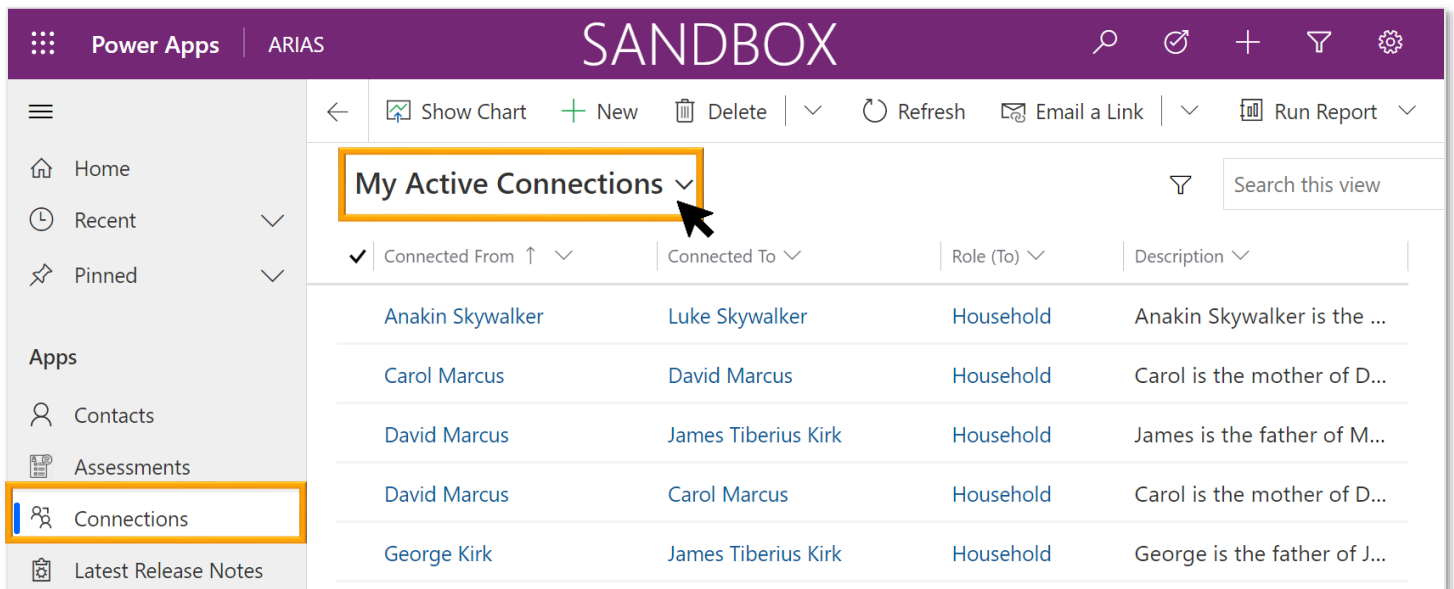 Power Apps ARIAS SANDBOX
Show Chart New Delete Refresh Email a Link Run Report
Home
Recent
Pinned
Apps
Contacts
Assessments
Connections
Latest Release Notes
My Active Connections Search this view
Connected From Connected To Role (To) Description
Anakin Skywalker Luke Skywalker Household Anakin Skywalker is the ...
Carol Marcus David Marcus Household Carol is the mother of D...
David Marcus James Tiberius Kirk Household James is the father of M...
David Marcus Carol Marcus Household Carol is the mother of D...
George Kirk James Tiberius Kirk Household George is the father of J...